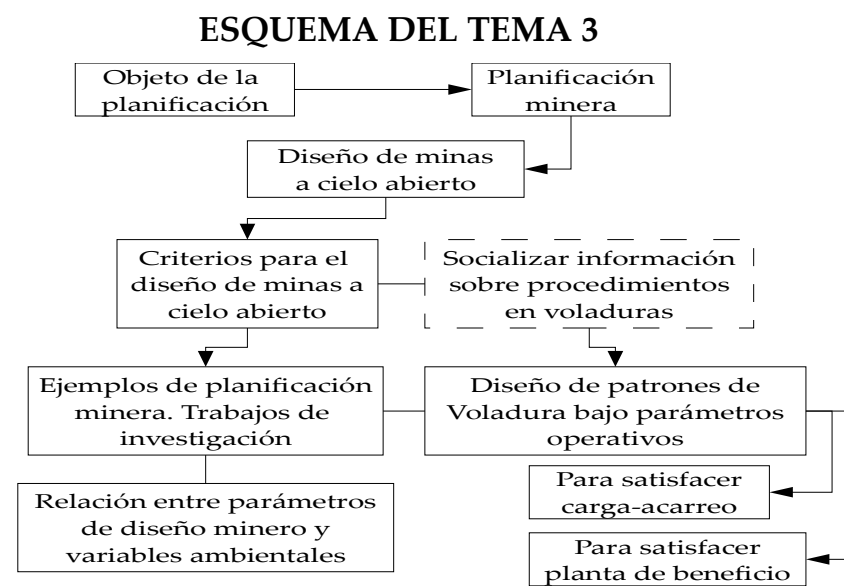 ESQUEMA DEL TEMA 3
Objeto de la
planificación
Planificación
minera
Diseño de minas
a cielo abierto
Criterios para el
diseño de minas a
cielo abierto
Socializar información
sobre procedimientos
en voladuras
Ejemplos de planificación
minera. Trabajos de
investigación
Diseño de patrones de
Voladura bajo parámetros
operativos
Relación entre parámetros
de diseño minero y
variables ambientales
Para satisfacer
carga-acarreo
Para satisfacer
planta de beneficio